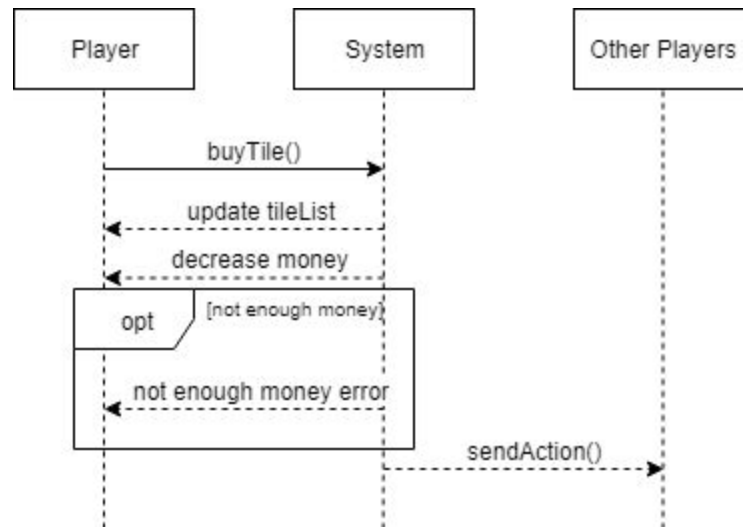 Player
System
Other Players
buyTile()
update tileList
decrease money
opt
[not enough money]
not enough money error
sendAction()